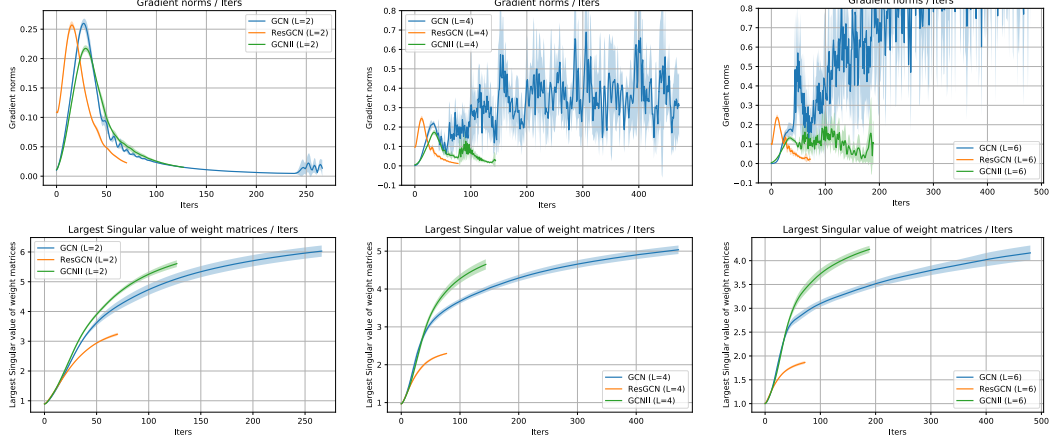 Gradient norms / Iters
Gradient norms
0.25
0.20
0.15
0.10
0.05
0.00
GCN (L=2)
ResGCN (L=2)
GCNII (L=2)
0 50 100 150 200 250
Iters
Gradient norms / Iters
Gradient norms
0.8
0.7
0.6
0.5
0.4
0.3
0.2
0.1
0.0
−0.1
GCN (L=4)
ResGCN (L=4)
GCNII (L=4)
0 100 200 300 400
Iters
Gradient norms / Iters
Gradient norms
0.8
0.7
0.6
0.5
0.4
0.3
0.2
0.1
0.0
−0.1
GCN (L=6)
ResGCN (L=6)
GCNII (L=6)
0 100 200 300 400 500
Iters
Largest Singular value of weight matrices / Iters
Largest Singular value of weight matrices
6
5
4
3
2
1
GCN (L=2)
ResGCN (L=2)
GCNII (L=2)
0 50 100 150 200 250
Iters
Largest Singular value of weight matrices / Iters
Largest Singular value of weight matrices
5
4
3
2
1
GCN (L=4)
ResGCN (L=4)
GCNII (L=4)
0 100 200 300 400
Iters
Largest Singular value of weight matrices / Iters
Largest Singular value of weight matrices
4.0
3.5
3.0
2.5
2.0
1.5
1.0
GCN (L=6)
ResGCN (L=6)
GCNII (L=6)
0 100 200 300 400 500
Iters